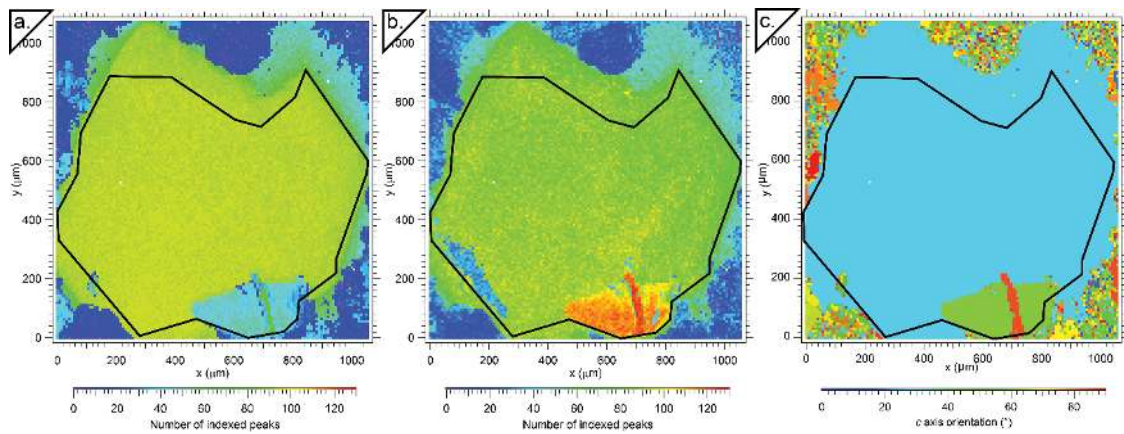 a.
1000
800
600
400
200
0
y (μm)
0 200 400 600 800 1000
x (μm)
0 20 40 60 80 100 120
Number of indexed peaks
b.
1000
800
600
400
200
0
y (μm)
0 200 400 600 800 1000
x (μm)
0 20 40 60 80 100 120
Number of indexed peaks
c.
1000
800
600
400
200
0
y (μm)
0 200 400 600 800 1000
x (μm)
0 20 40 60 80
c axis orientation (°)